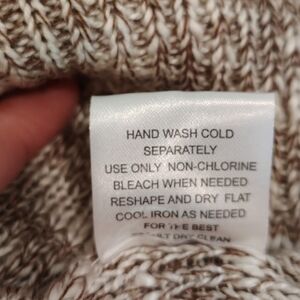 HAND WASH COLD
SEPARATELY
USE ONLY NON-CHLORINE
BLEACH WHEN NEEDED
RESHAPE AND DRY FLAT
COOL IRON AS NEEDED
FOR THE BEST
DRY CLEAN